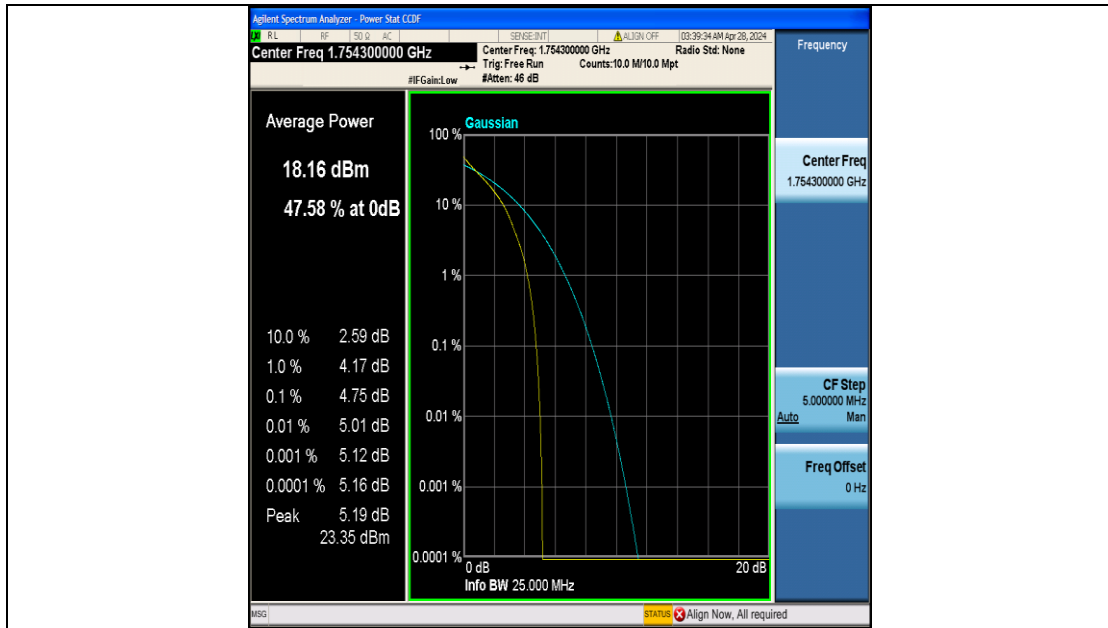 Agilent Spectrum Analyzer - Power Stat CCDF
RL RF 50 Ω AC SENSE:INT ALIGN OFF 03:39:34 AM Apr 28, 2024
Center Freq 1.754300000 GHz
Center Freq: 1.754300000 GHz Radio Std: None
Trig: Free Run Counts:10.0 M/10.0 Mpt
#IFGain:Low #Atten: 46 dB
Frequency
Average Power
18.16 dBm
47.58 % at 0dB
10.0 % 2.59 dB
1.0 % 4.17 dB
0.1 % 4.75 dB
0.01 % 5.01 dB
0.001 % 5.12 dB
0.0001 % 5.16 dB
Peak 5.19 dB
23.35 dBm
Gaussian
100 %
10 %
1 %
0.1 %
0.01 %
0.001 %
0.0001 %
0 dB 20 dB
Info BW 25.000 MHz
Center Freq
1.754300000 GHz
CF Step
5.000000 MHz
Auto Man
Freq Offset
0 Hz
MSG STATUS Align Now, All required